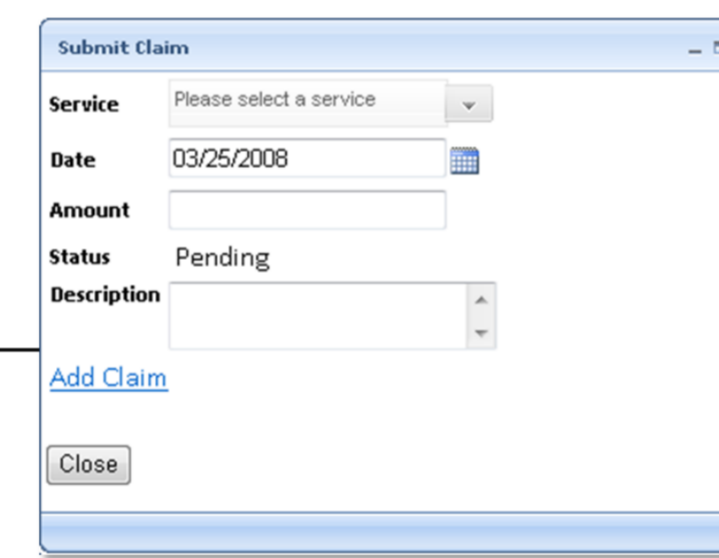 Submit Claim
Service Please select a service
Date 03/25/2008
Amount
Status Pending
Description
Add Claim
Close